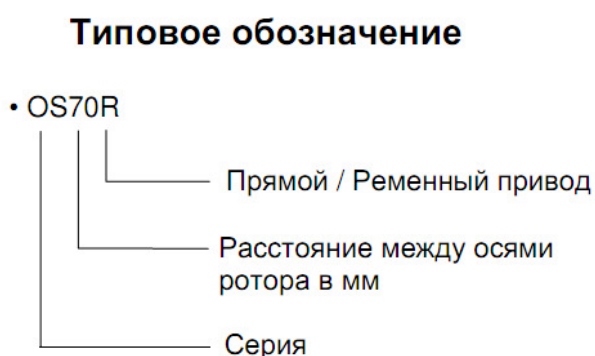 Типовое обозначение
• OS70R
Прямой / Ременный привод
Расстояние между осями
ротора в мм
Серия